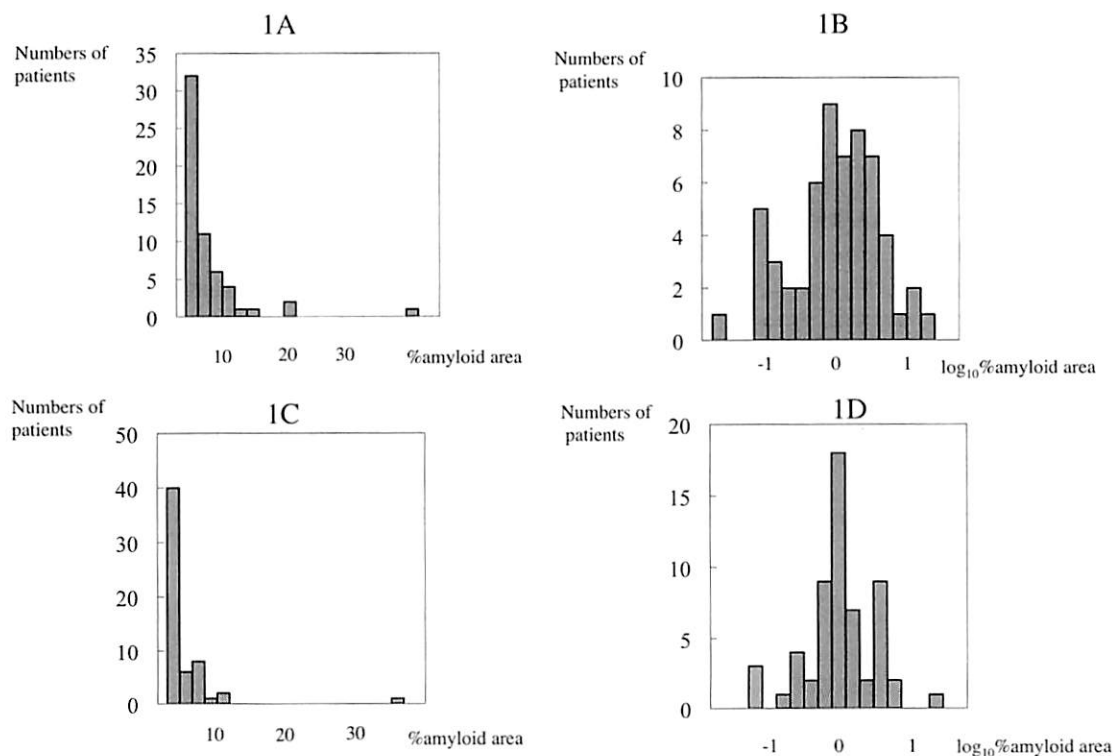 1A
Numbers of
patients
35
30
25
20
15
10
5
0
10 20 30 %amyloid area
1B
Numbers of
patients
10
8
6
4
2
0
-1 0 1 log₁₀%amyloid area
1C
Numbers of
patients
50
40
30
20
10
0
10 20 30 %amyloid area
1D
Numbers of
patients
20
15
10
5
0
-1 0 1 log₁₀%amyloid area